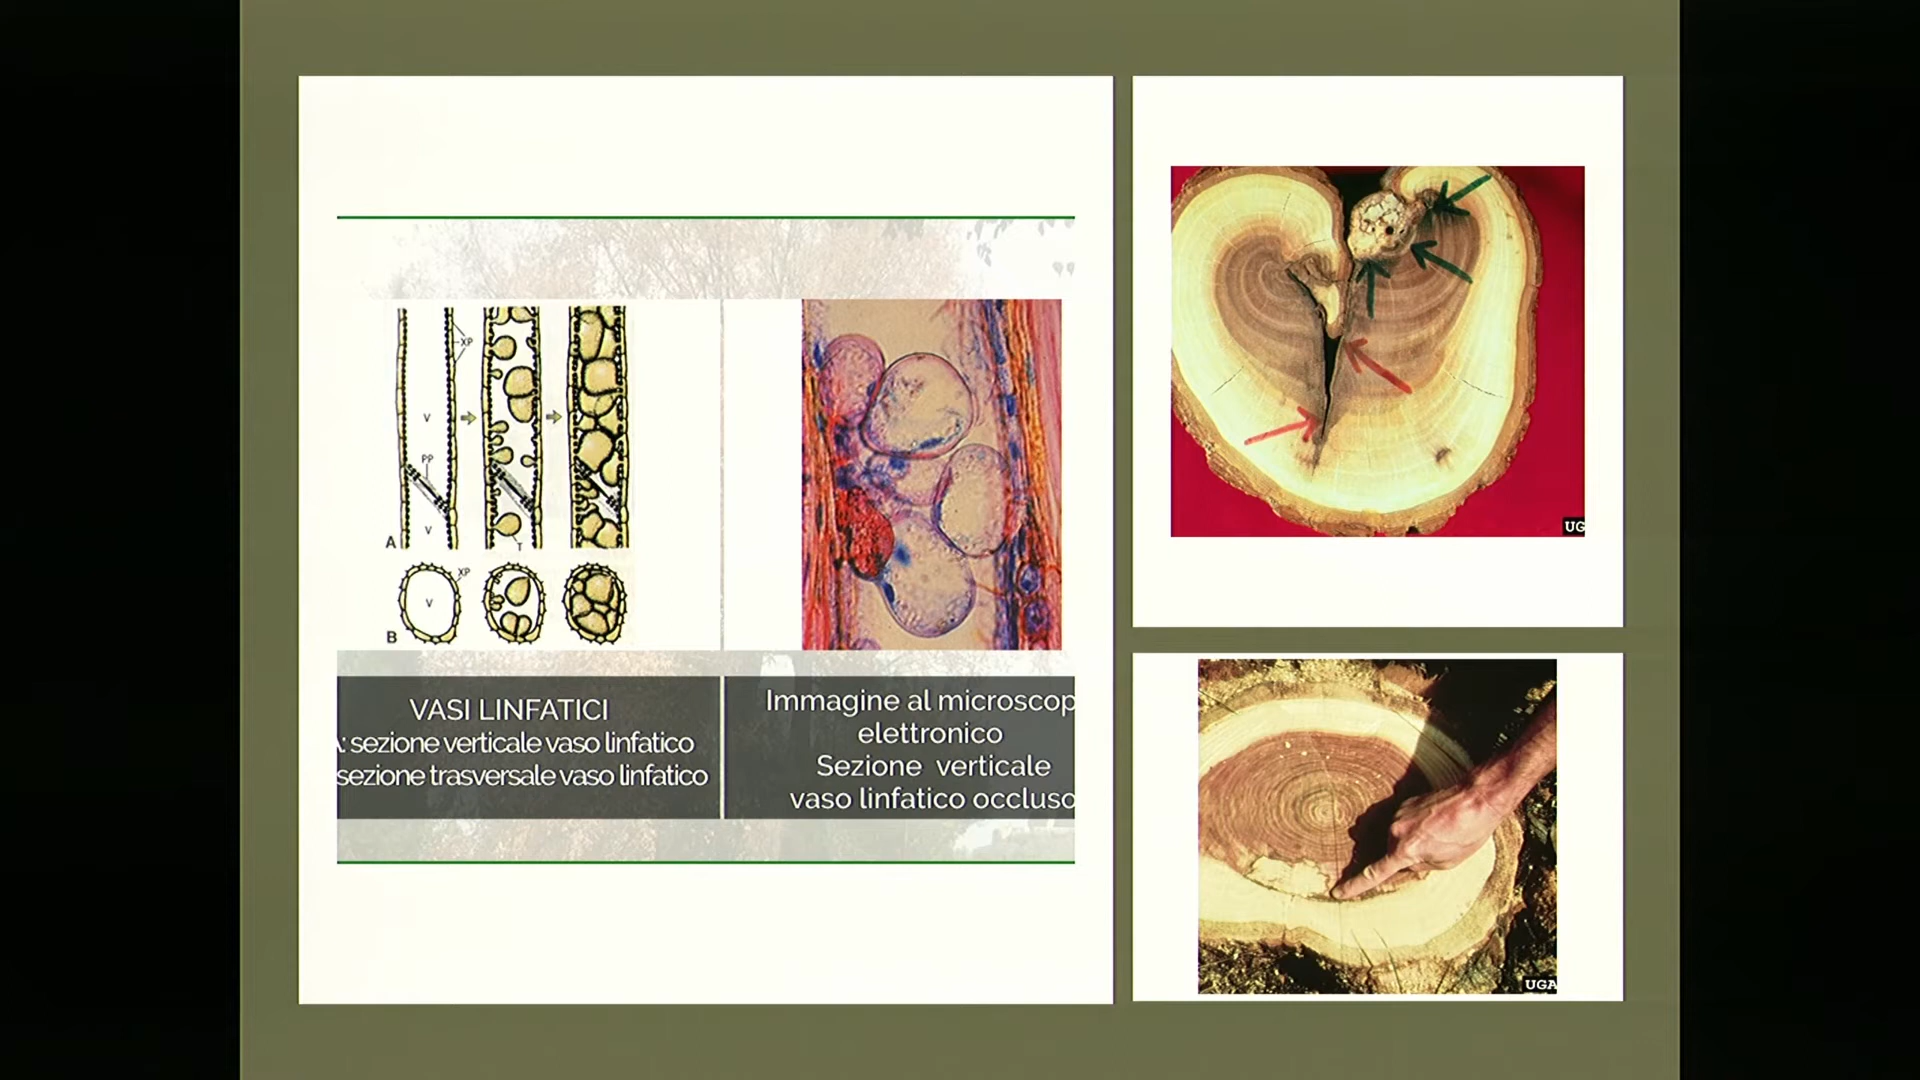 XP
V
PP
V
A
T
XP
V
B
VASI LINFATICI
: sezione verticale vaso linfatico
sezione trasversale vaso linfatico
Immagine al microscop
elettronico
Sezione verticale
vaso linfatico occluso
UG
UGA